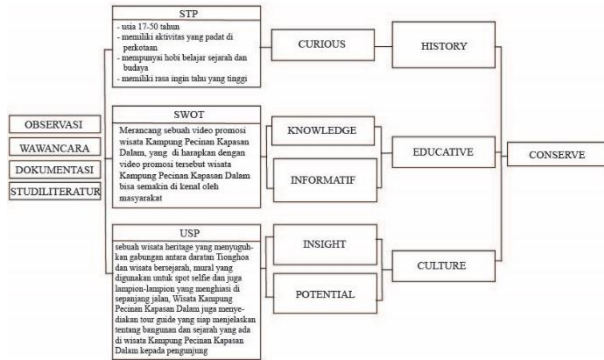 OBSERVASI
WAWANCARA
DOKUMENTASI
STUDILITERATUR
STP
- usia 17-50 tahun
- memiliki aktivitas yang padat di
perkotaan
- mempunyai hobi belajar sejarah dan
budaya
- memiliki rasa ingin tahu yang tinggi
SWOT
Merancang sebuah video promosi
wisata Kampung Pecinan Kapasan
Dalam, yang di harapkan dengan
video promosi tersebut wisata
Kampung Pecinan Kapasan Dalam
bisa semakin di kenal oleh
masyarakat
USP
sebuah wisata heritage yang menyuguh-
kan gabungan antara daratan Tionghoa
dan wisata bersejarah, mural yang
digunakan untuk spot selfie dan juga
lampion-lampion yang menghiasi di
sepanjang jalan, Wisata Kampung
Pecinan Kapasan Dalam juga menye-
diakan tour guide yang siap menjelaskan
tentang bangunan dan sejarah yang ada
di wisata Kampung Pecinan Kapasan
Dalam kepada pengunjung
CURIOUS
KNOWLEDGE
INFORMATIF
INSIGHT
POTENTIAL
HISTORY
EDUCATIVE
CULTURE
CONSERVE